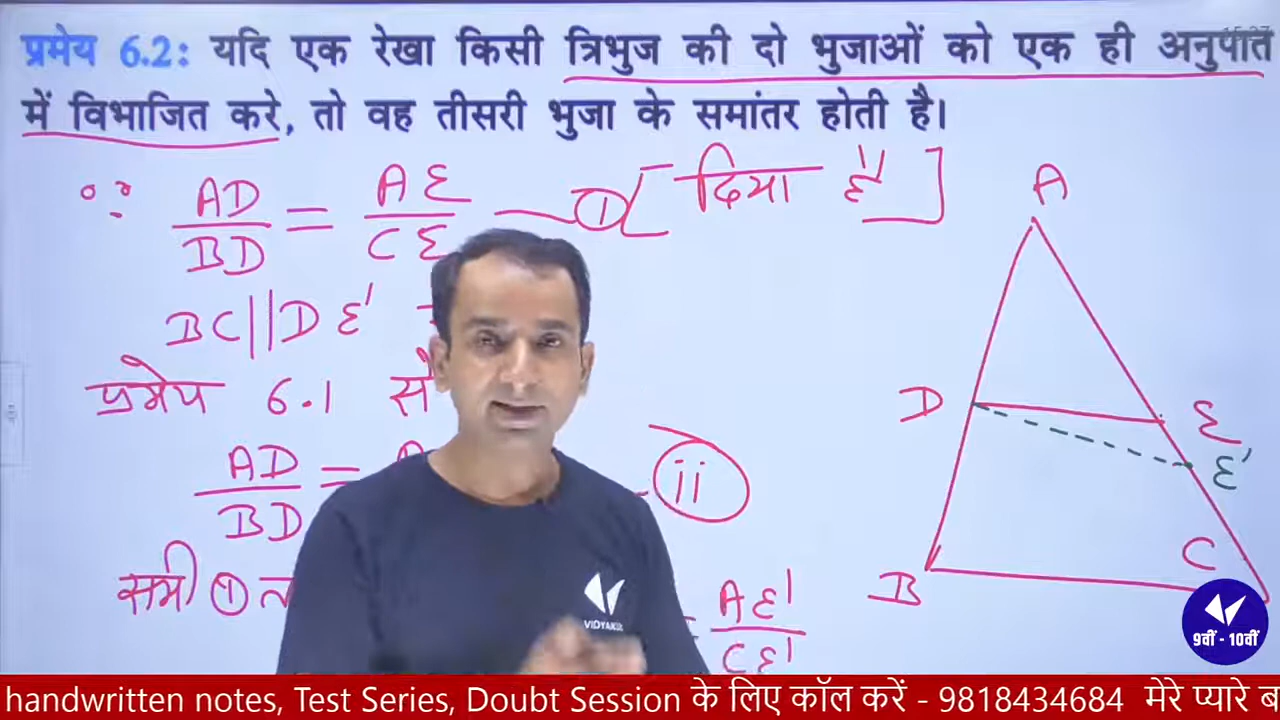 प्रमेय 6.2: यदि एक रेखा किसी त्रिभुज की दो भुजाओं को एक ही अनुपात
में विभाजित करे, तो वह तीसरी भुजा के समांतर होती है।
∵ AD/BD = AE/CE — ① [दिया है]
BC||DE'
प्रमेय 6.1 से
AD/BD = ii
समी ①
AE'/CE'
A
D
E
E'
B
C
VIDYAKUL
9वीं - 10वीं
handwritten notes, Test Series, Doubt Session के लिए कॉल करें - 9818434684 मेरे प्यारे